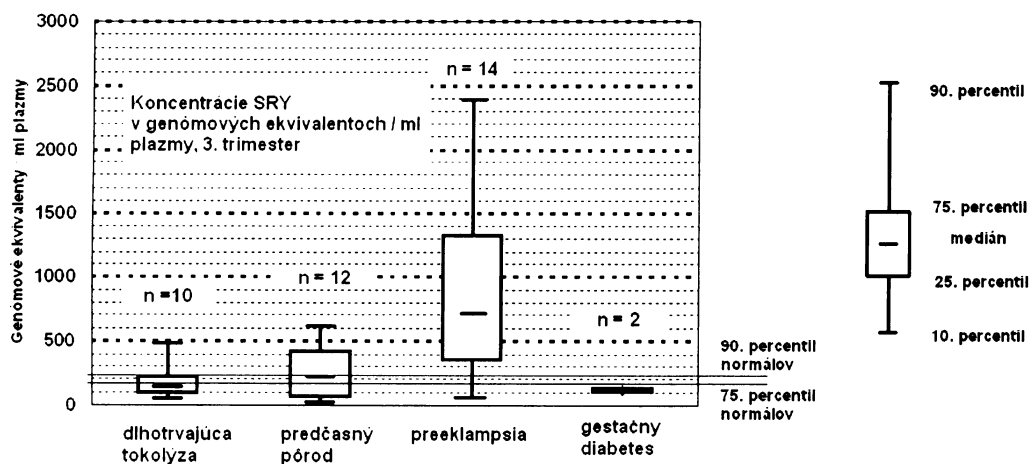 Genómové ekvivalenty ml plazmy
3000
2500
2000
1500
1000
500
0
Koncentrácie SRY
v genómových ekvivalentoch / ml
plazmy, 3. trimester
n =10
n = 12
n = 14
n = 2
90. percentil
normálov
75. percentil
normálov
dlhotrvajúca
tokolýza
predčasný
pôrod
preeklampsia
gestačny
diabetes
90. percentil
75. percentil
medián
25. percentil
10. percentil